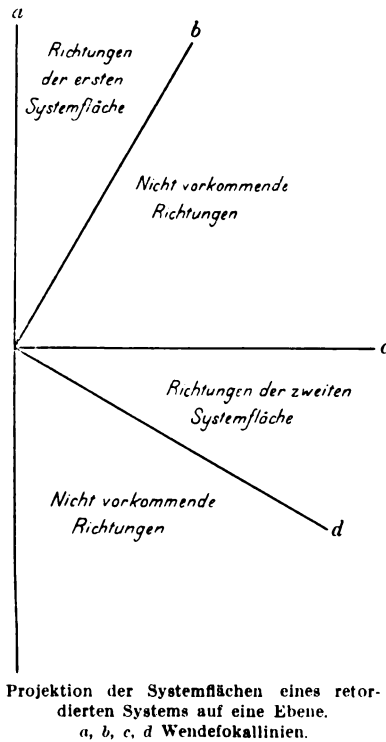 a
b
Richtungen
der ersten
Systemfläche
Nicht vorkommende
Richtungen
c
Richtungen der zweiten
Systemfläche
Nicht vorkommende
Richtungen
d
Projektion der Systemflächen eines retor-
dierten Systems auf eine Ebene.
a, b, c, d Wendefokallinien.